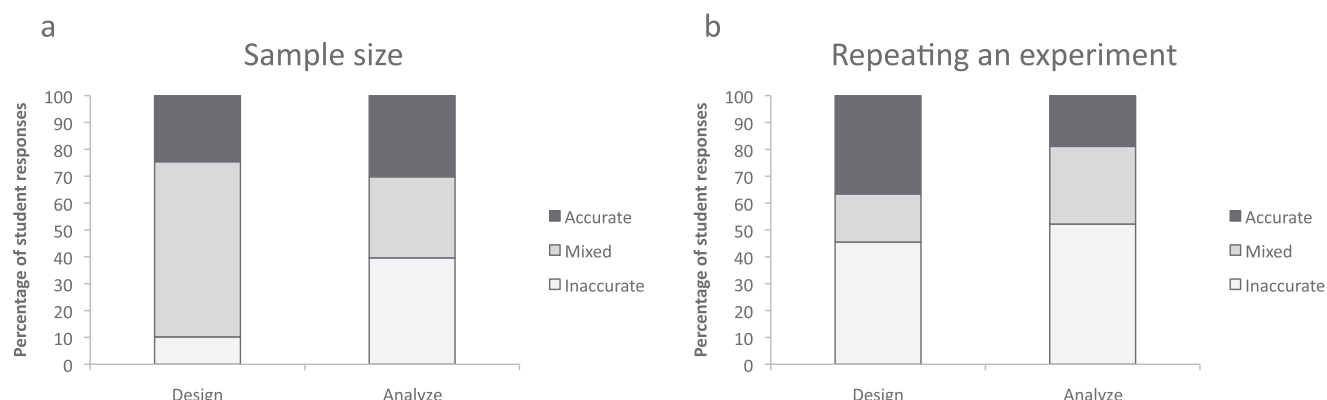 a
Sample size
Percentage of student responses
100
90
80
70
60
50
40
30
20
10
0
Design
Analyze
Accurate
Mixed
Inaccurate
b
Repeating an experiment
Percentage of student responses
100
90
80
70
60
50
40
30
20
10
0
Design
Analyze
Accurate
Mixed
Inaccurate